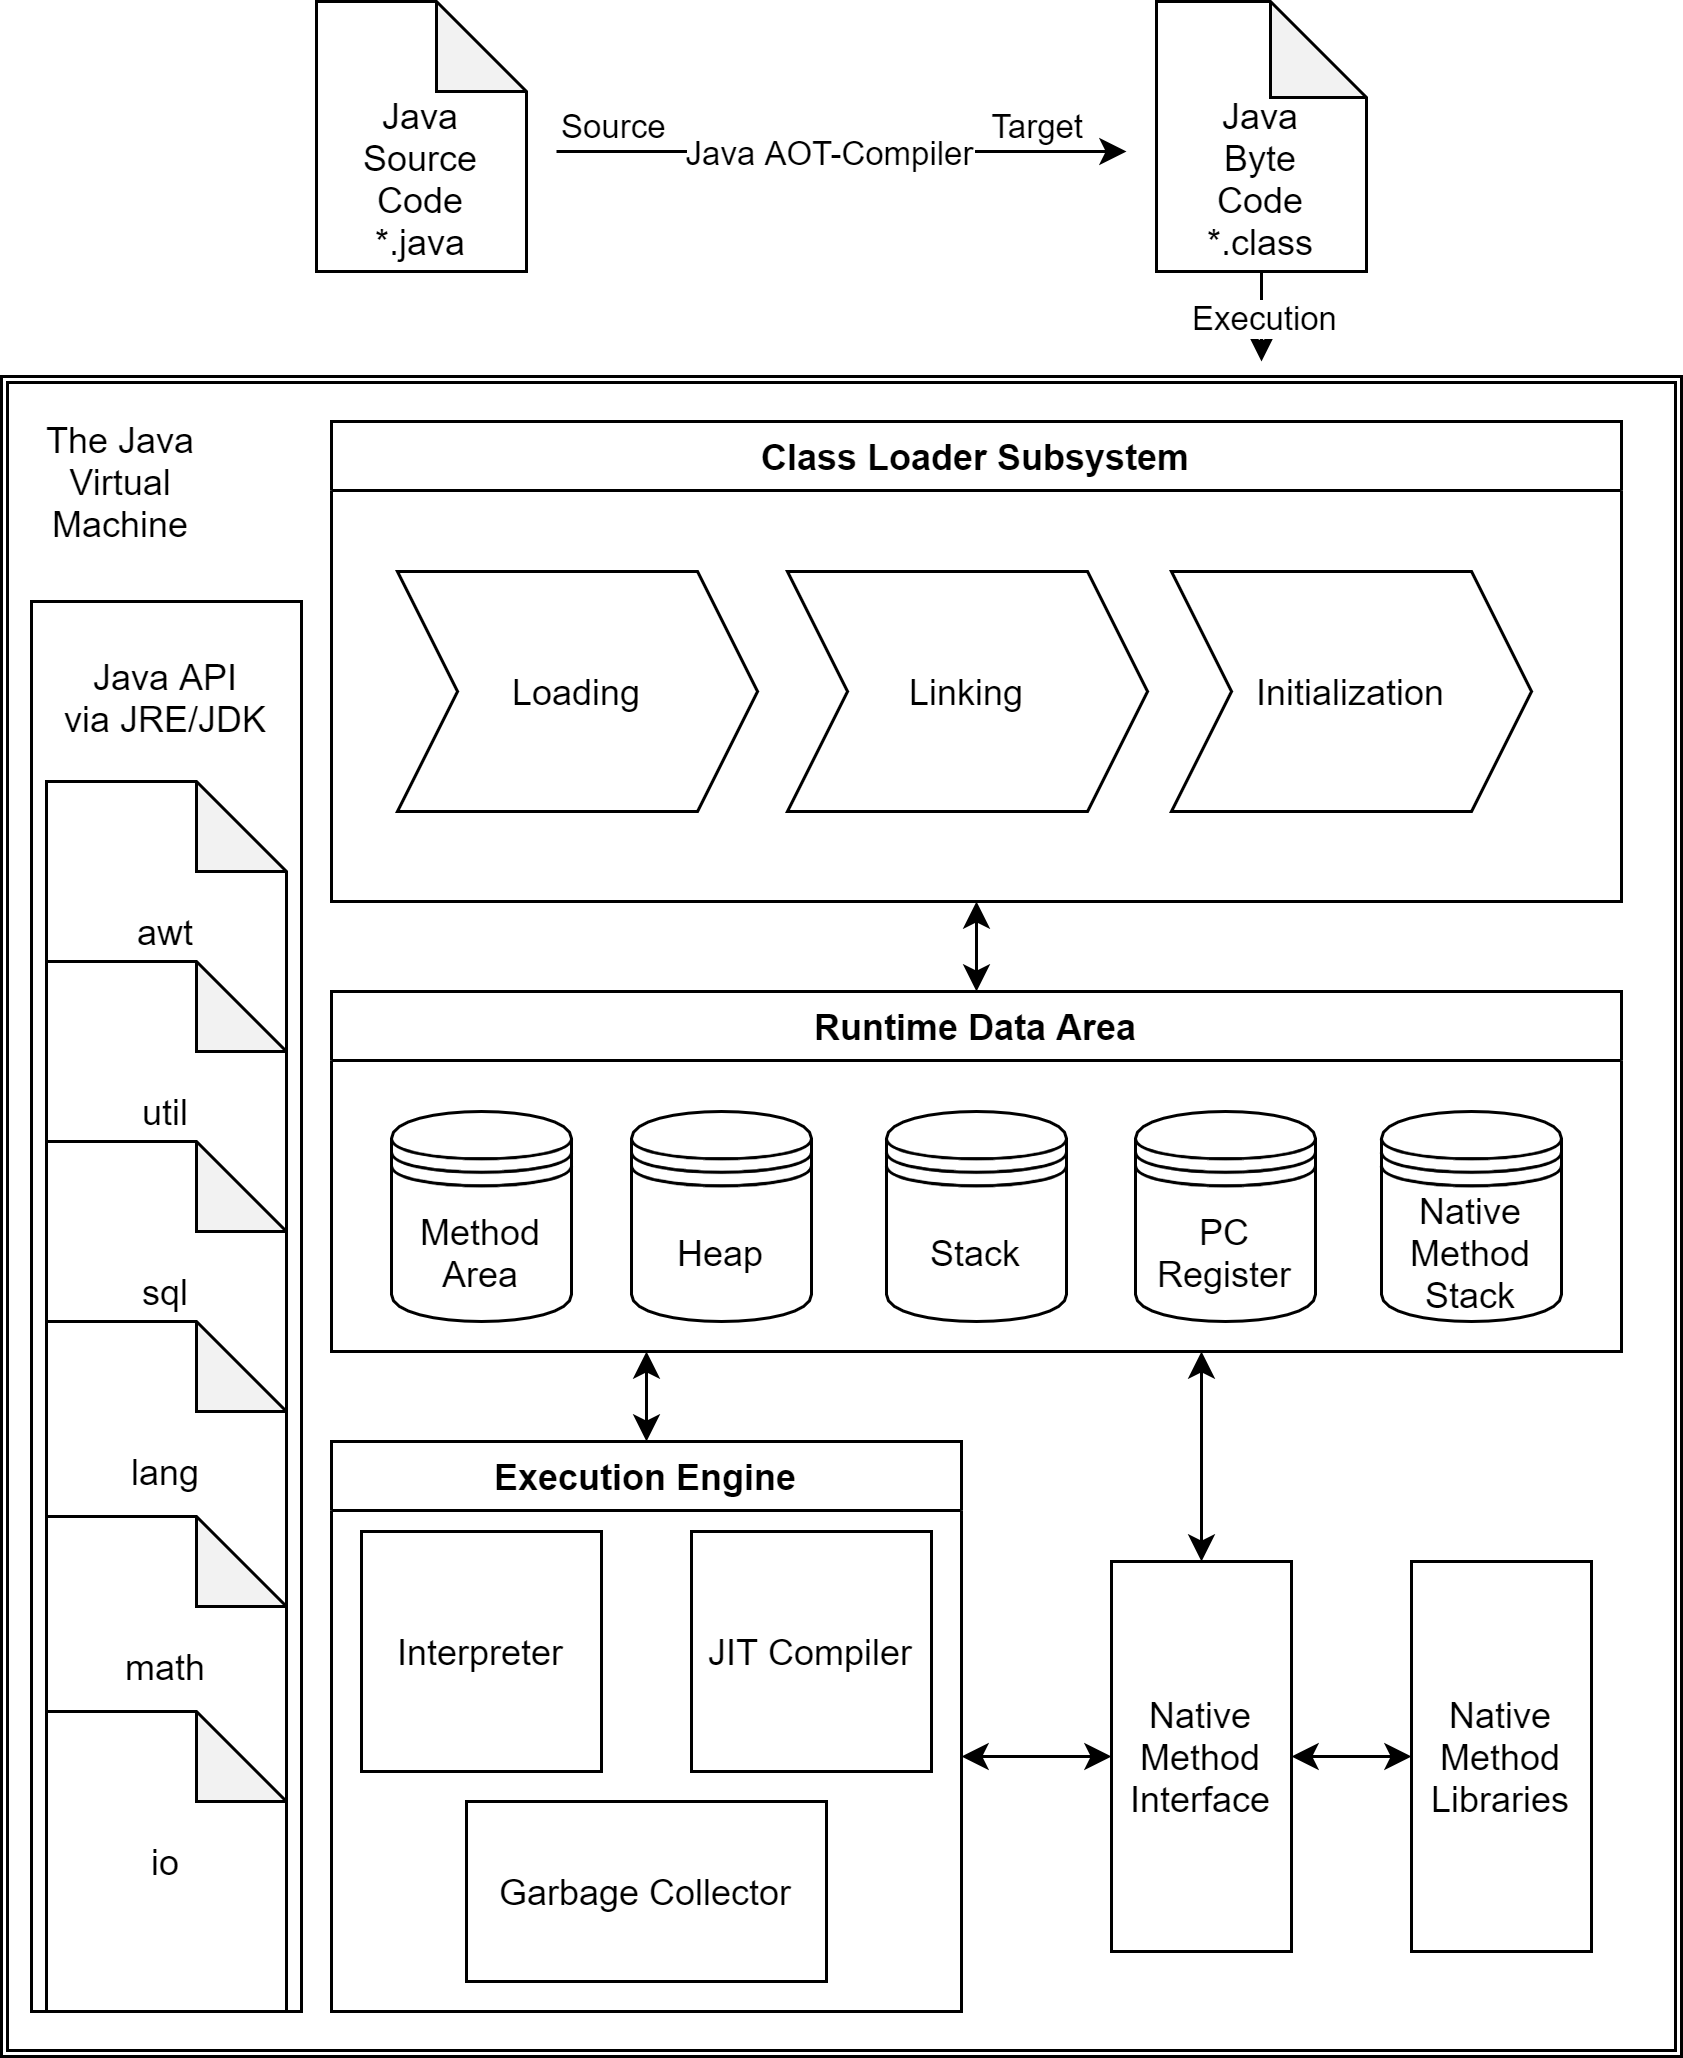 Java
Source
Code
*.java
Source
Java AOT-Compiler
Target
Java
Byte
Code
*.class
Execution
The Java
Virtual
Machine
Java API
via JRE/JDK
awt
util
sql
lang
math
io
Class Loader Subsystem
Loading
Linking
Initialization
Runtime Data Area
Method
Area
Heap
Stack
PC
Register
Native
Method
Stack
Execution Engine
Interpreter
JIT Compiler
Garbage Collector
Native
Method
Interface
Native
Method
Libraries